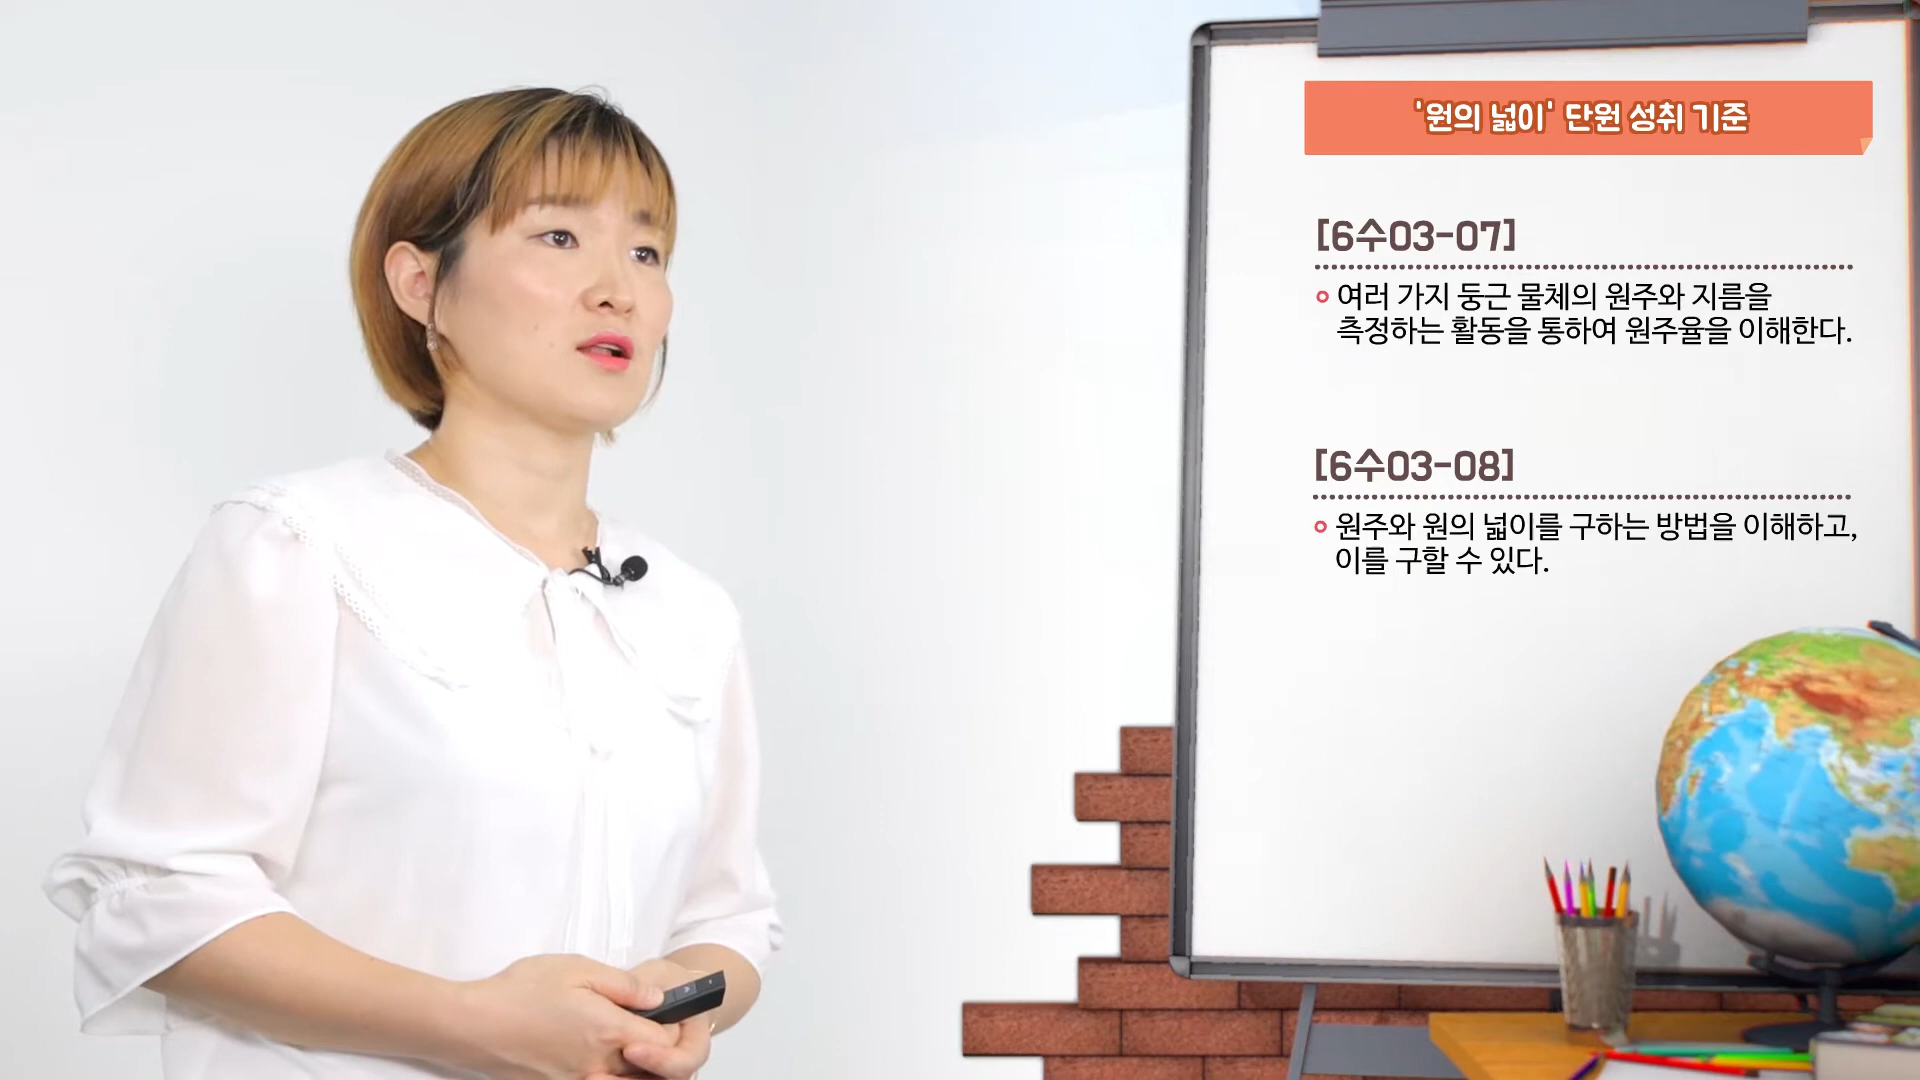 '원의 넓이' 단원 성취 기준
[6수03-07]
여러 가지 둥근 물체의 원주와 지름을
측정하는 활동을 통하여 원주율을 이해한다.
[6수03-08]
원주와 원의 넓이를 구하는 방법을 이해하고,
이를 구할 수 있다.